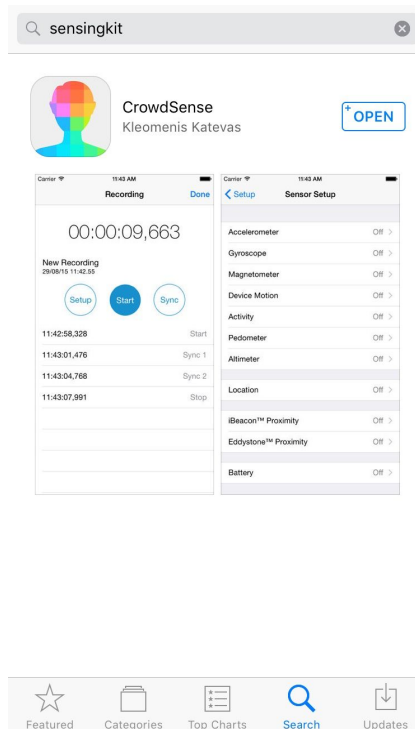 sensingkit
CrowdSense
Kleomenis Katevas
+ OPEN
Carrier 11:43 AM
Recording Done
00:00:09,663
New Recording
29/08/15 11:42.55
Setup Start Sync
11:42:58,328 Start
11:43:01,476 Sync 1
11:43:04,768 Sync 2
11:43:07,991 Stop
Carrier 11:43 AM
Setup Sensor Setup
Accelerometer Off
Gyroscope Off
Magnetometer Off
Device Motion Off
Activity Off
Pedometer Off
Altimeter Off
Location Off
iBeacon™ Proximity Off
Eddystone™ Proximity Off
Battery Off
Featured Categories Top Charts Search Updates